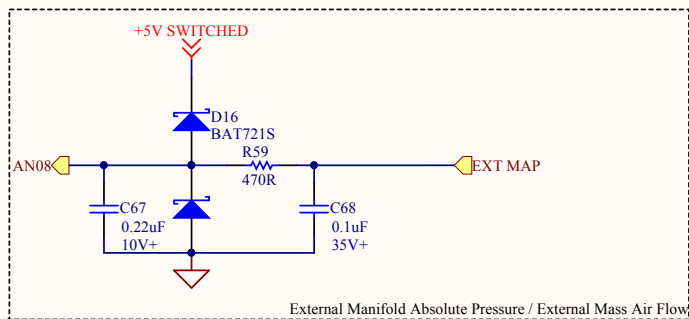 +5V SWITCHED
D16
BAT721S
R59
AN08
470R
EXT MAP
C67
0.22uF
10V+
C68
0.1uF
35V+
External Manifold Absolute Pressure / External Mass Air Flow